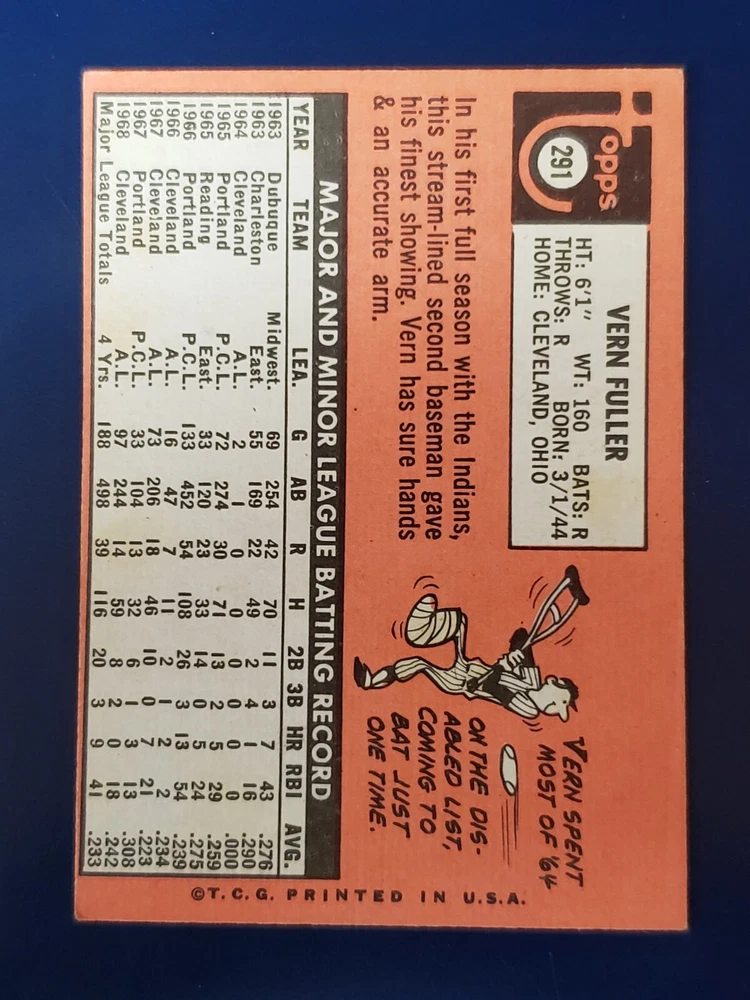 Topps
291
VERN FULLER
HT: 6'1" WT: 160 BATS: R
THROWS: R BORN: 3/1/44
HOME: CLEVELAND, OHIO
In his first full season with the Indians,
this stream-lined second baseman gave
his finest showing. Vern has sure hands
& an accurate arm.
VERN SPENT
MOST OF '64
ON THE DIS-
ABLED LIST,
COMING TO
BAT JUST
ONE TIME.
MAJOR AND MINOR LEAGUE BATTING RECORD
YEAR TEAM LEA. G AB R H 2B 3B HR RBI AVG.
1963 Dubuque Midwest. 69 254 42 70 11 3 7 43 .276
1963 Charleston East. 55 169 22 49 2 4 1 16 .290
1964 Cleveland A.L. 2 1 0 0 0 0 0 0 .000
1965 Portland P.C.L. 72 274 30 71 13 2 5 29 .259
1965 Reading East. 33 120 23 33 14 0 5 24 .275
1966 Portland P.C.L. 133 452 54 108 26 3 13 54 .239
1966 Cleveland A.L. 16 47 7 11 2 1 2 2 .234
1967 Cleveland A.L. 73 206 18 46 10 0 7 21 .223
1967 Portland P.C.L. 33 104 13 32 6 1 3 13 .308
1968 Cleveland A.L. 97 244 14 59 8 2 0 18 .242
Major League Totals 4 Yrs. 188 498 39 116 20 3 9 41 .233
©T.C.G. PRINTED IN U.S.A.